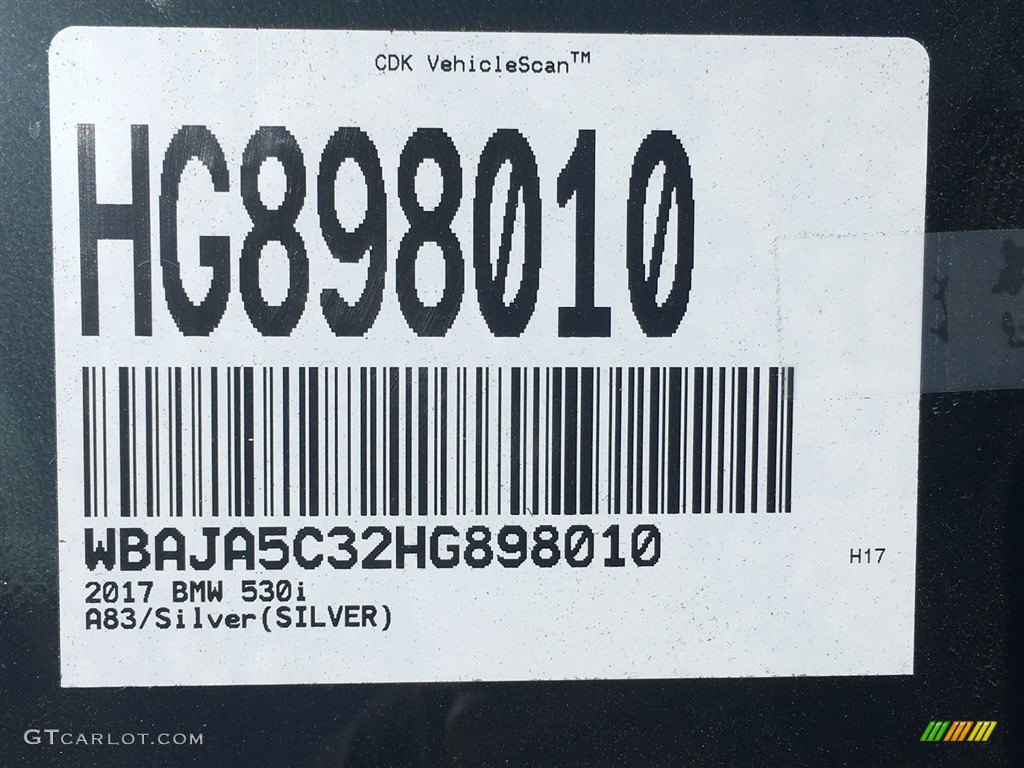 CDK VehicleScan™
HG898010
WBAJA5C32HG898010
H17
2017 BMW 530i
A83/Silver(SILVER)
GTCARLOT.COM